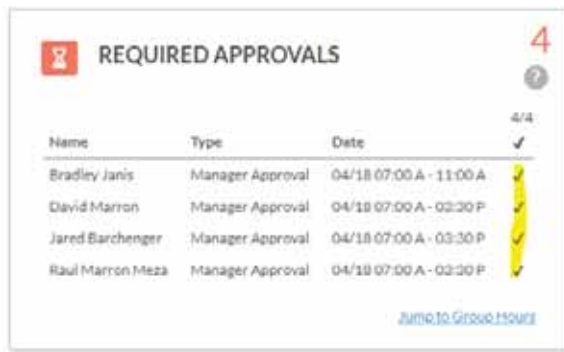 REQUIRED APPROVALS
4
?
4/4
Name Type Date ✓
Bradley Janis Manager Approval 04/18 07:00 A - 11:00 A ✓
David Marron Manager Approval 04/18 07:00 A - 03:30 P ✓
Jared Barchenger Manager Approval 04/18 07:00 A - 03:30 P ✓
Raul Marron Meza Manager Approval 04/18 07:00 A - 03:30 P ✓
Jump to Group Hours